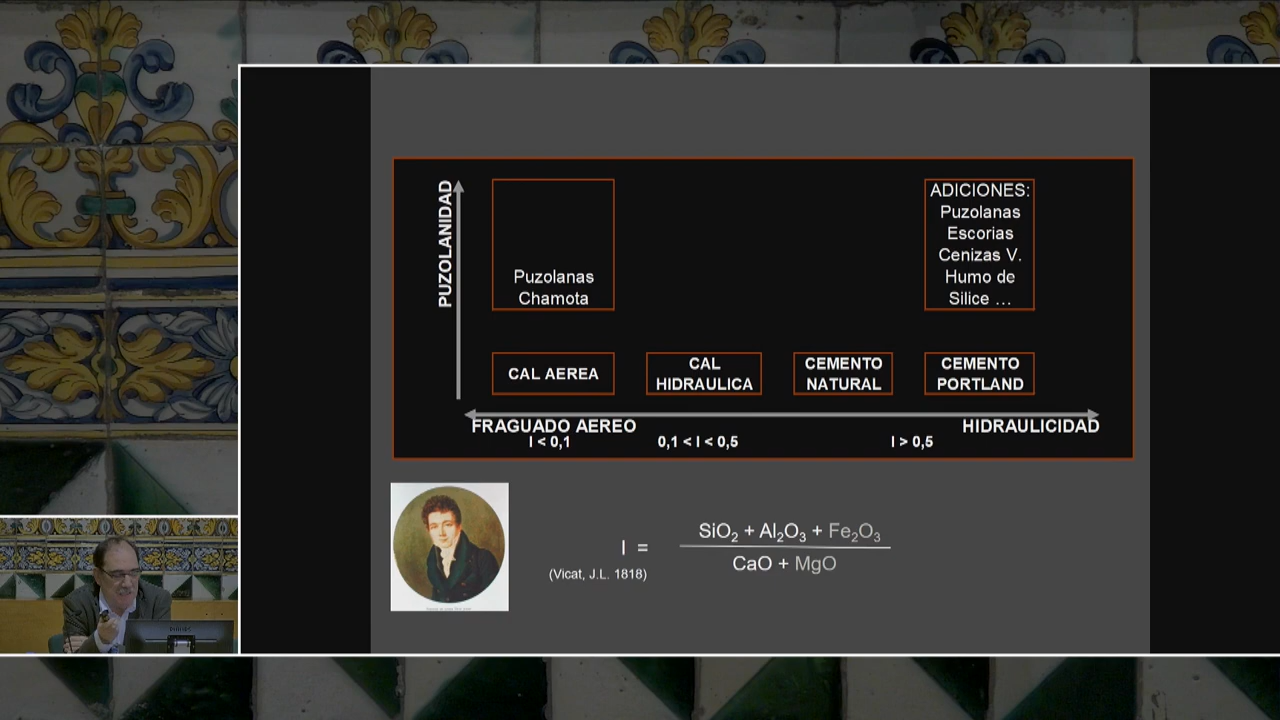 PUZOLANIDAD
Puzolanas
Chamota
ADICIONES:
Puzolanas
Escorias
Cenizas V.
Humo de
Silice ...
CAL AEREA
CAL
HIDRAULICA
CEMENTO
NATURAL
CEMENTO
PORTLAND
FRAGUADO AEREO
HIDRAULICIDAD
I < 0,1
0,1 < I < 0,5
I > 0,5
I =
SiO₂ + Al₂O₃ + Fe₂O₃
CaO + MgO
(Vicat, J.L. 1818)
PHILIPS